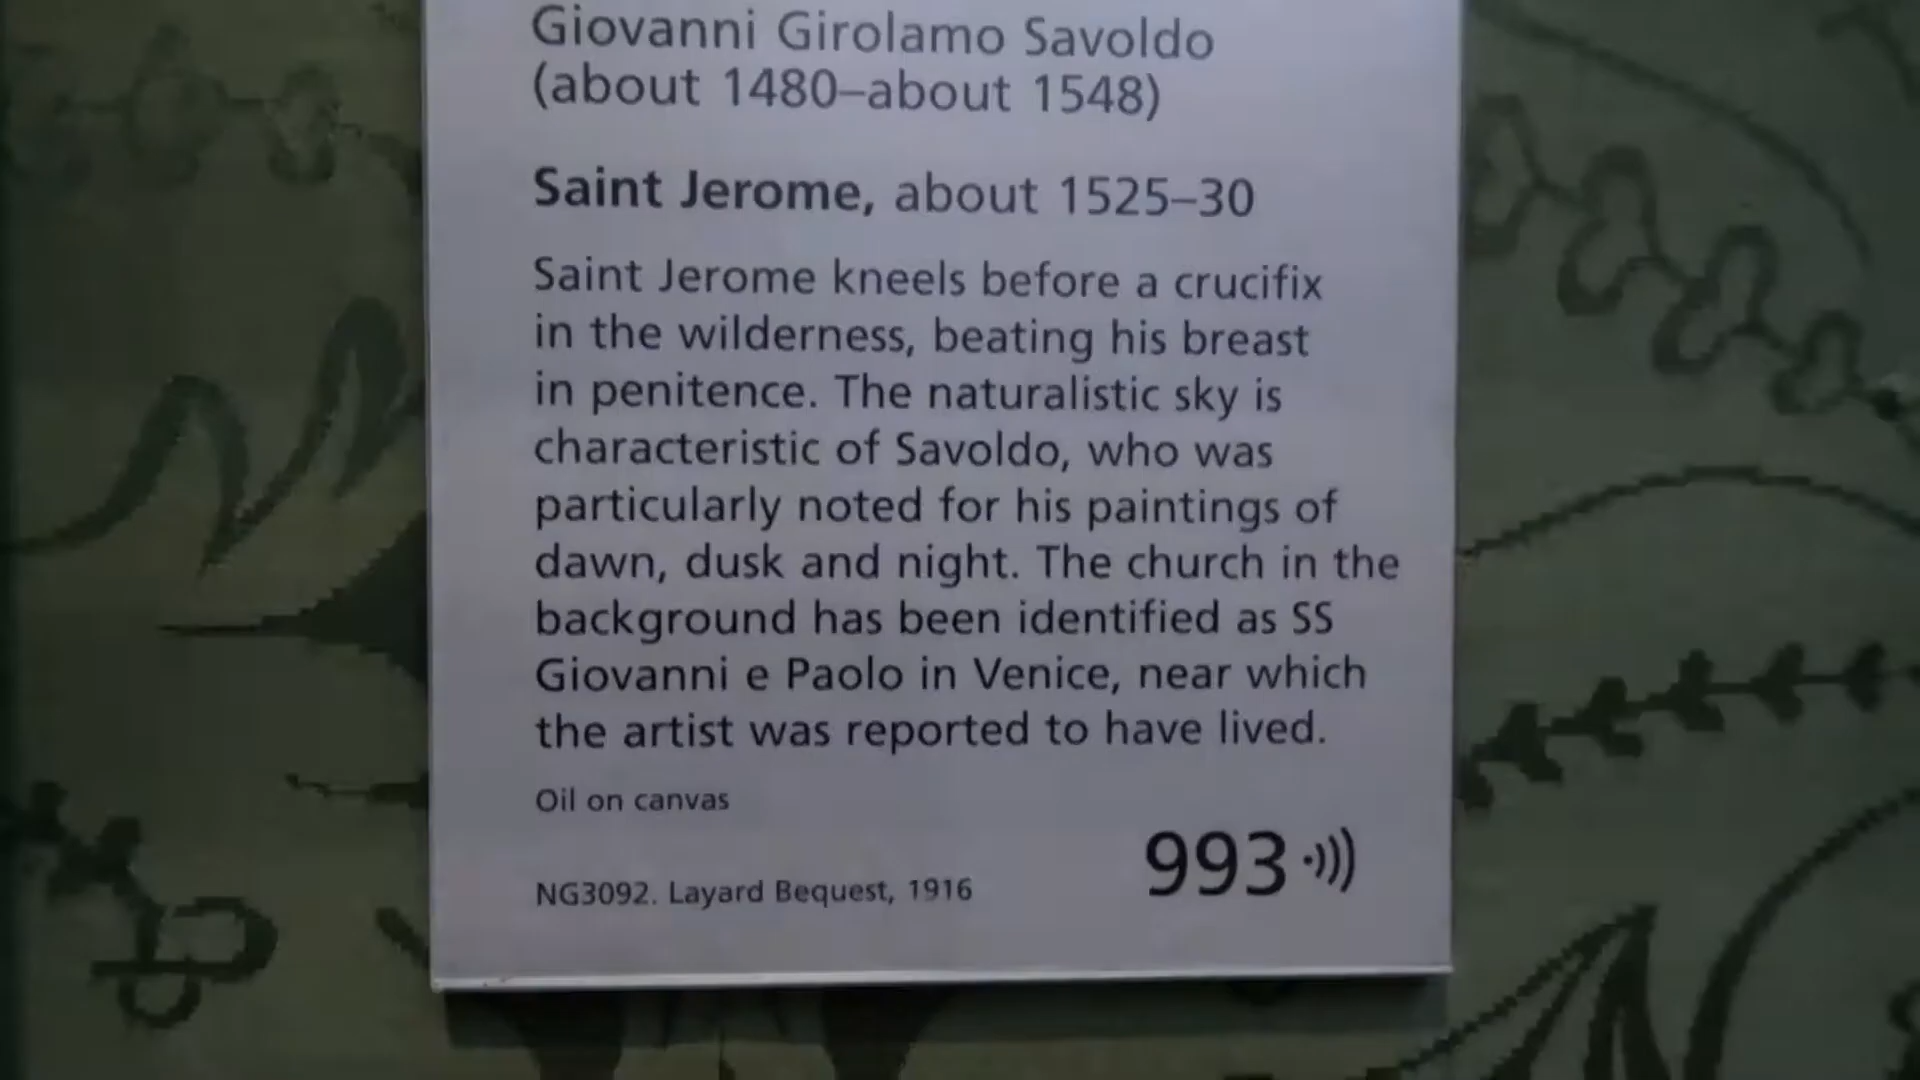 Giovanni Girolamo Savoldo
(about 1480–about 1548)
Saint Jerome, about 1525–30
Saint Jerome kneels before a crucifix
in the wilderness, beating his breast
in penitence. The naturalistic sky is
characteristic of Savoldo, who was
particularly noted for his paintings of
dawn, dusk and night. The church in the
background has been identified as SS
Giovanni e Paolo in Venice, near which
the artist was reported to have lived.
Oil on canvas
993
NG3092. Layard Bequest, 1916